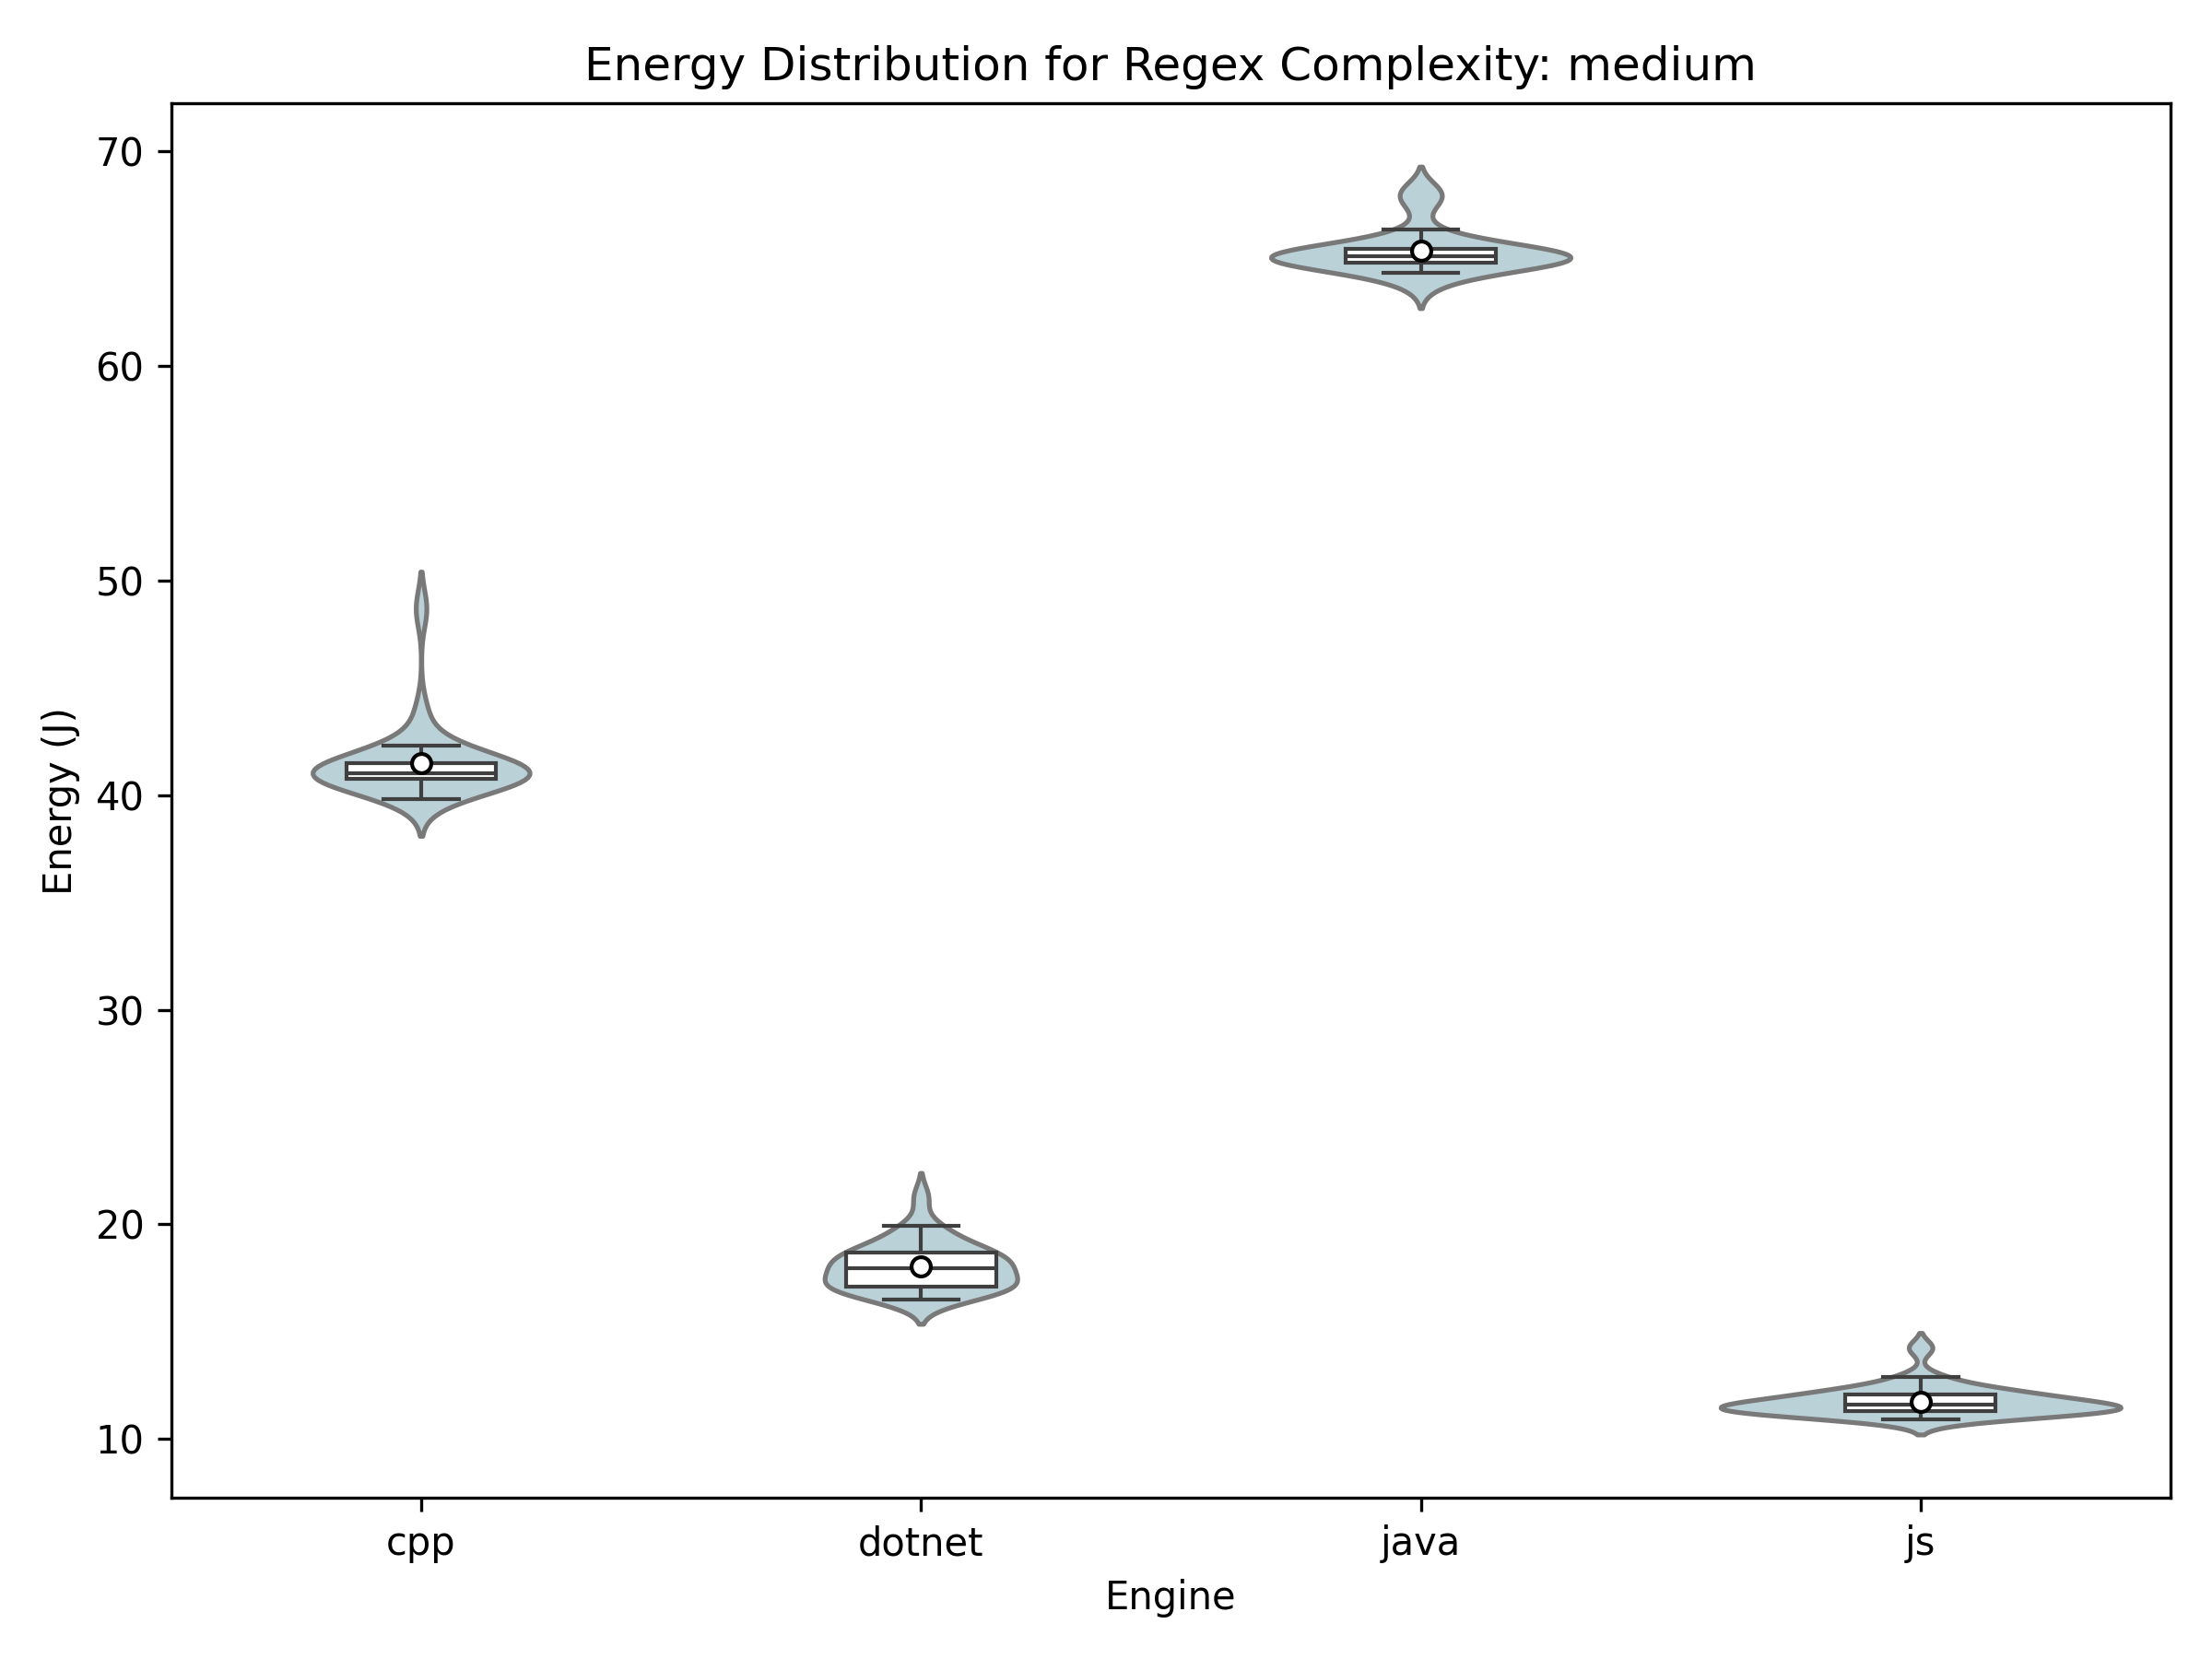 Energy Distribution for Regex Complexity: medium
70
60
50
40
30
20
10
Energy (J)
cpp
dotnet
java
js
Engine